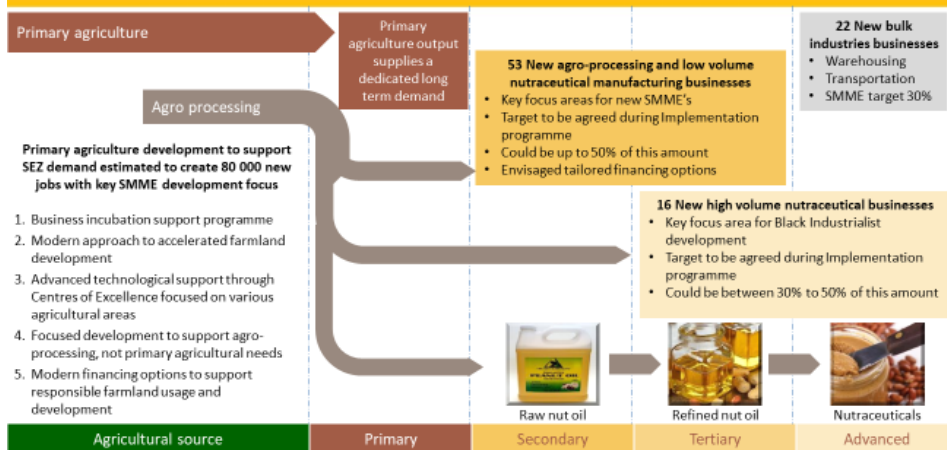 Primary agriculture
Primary
agriculture output
supplies a
dedicated long
term demand
22 New bulk
industries businesses
• Warehousing
• Transportation
• SMME target 30%
53 New agro-processing and low volume
nutraceutical manufacturing businesses
• Key focus areas for new SMME's
• Target to be agreed during Implementation
programme
• Could be up to 50% of this amount
• Envisaged tailored financing options
Agro processing
Primary agriculture development to support
SEZ demand estimated to create 80 000 new
jobs with key SMME development focus
1. Business incubation support programme
2. Modern approach to accelerated farmland
development
3. Advanced technological support through
Centres of Excellence focused on various
agricultural areas
4. Focused development to support agro-
processing, not primary agricultural needs
5. Modern financing options to support
responsible farmland usage and
development
16 New high volume nutraceutical businesses
• Key focus area for Black Industrialist
development
• Target to be agreed during Implementation
programme
• Could be between 30% to 50% of this amount
Raw nut oil
Refined nut oil
Nutraceuticals
Agricultural source
Primary
Secondary
Tertiary
Advanced